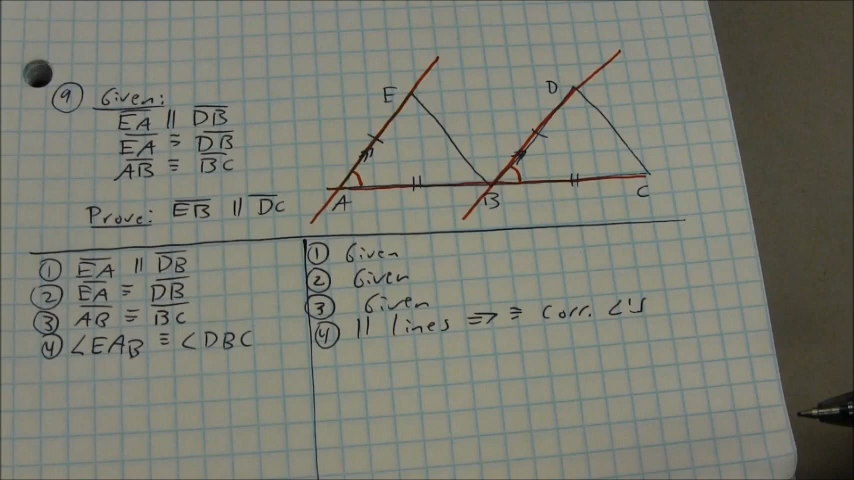 9 Given:
EA || DB
EA ≅ DB
AB ≅ BC
Prove: EB || DC
E
D
A
B
C
1 EA || DB
2 EA ≅ DB
3 AB ≅ BC
4 ∠EAB ≅ ∠DBC
1 Given
2 Given
3 Given
4 || lines ⇒ ≅ corr. ∠'s